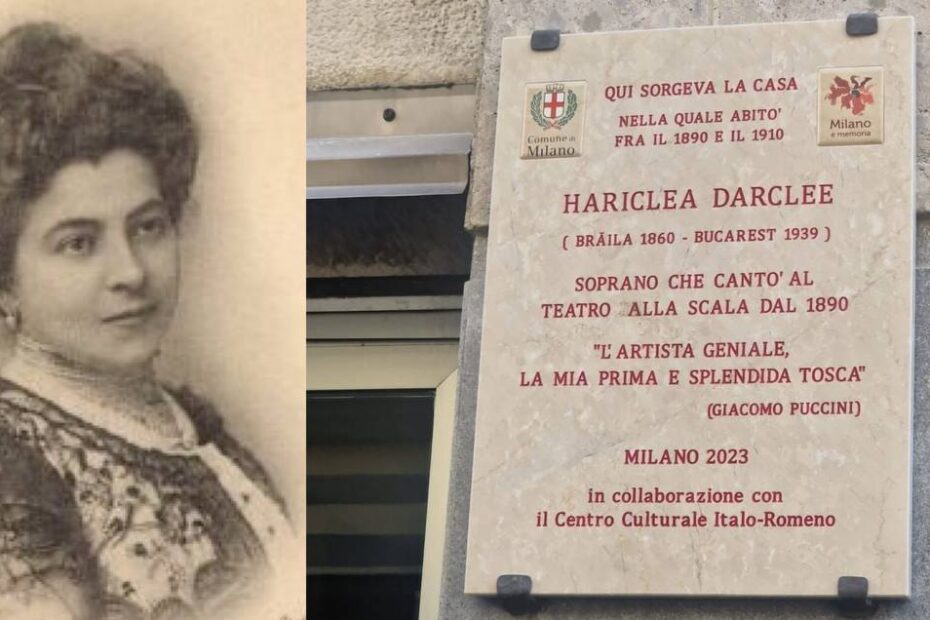 Comune di
Milano
Milano
e memoria
QUI SORGEVA LA CASA
NELLA QUALE ABITO'
FRA IL 1890 E IL 1910
HARICLEA DARCLEE
( BRĂILA 1860 - BUCAREST 1939 )
SOPRANO CHE CANTO' AL
TEATRO ALLA SCALA DAL 1890
"L'ARTISTA GENIALE,
LA MIA PRIMA E SPLENDIDA TOSCA"
(GIACOMO PUCCINI)
MILANO 2023
in collaborazione con
il Centro Culturale Italo-Romeno